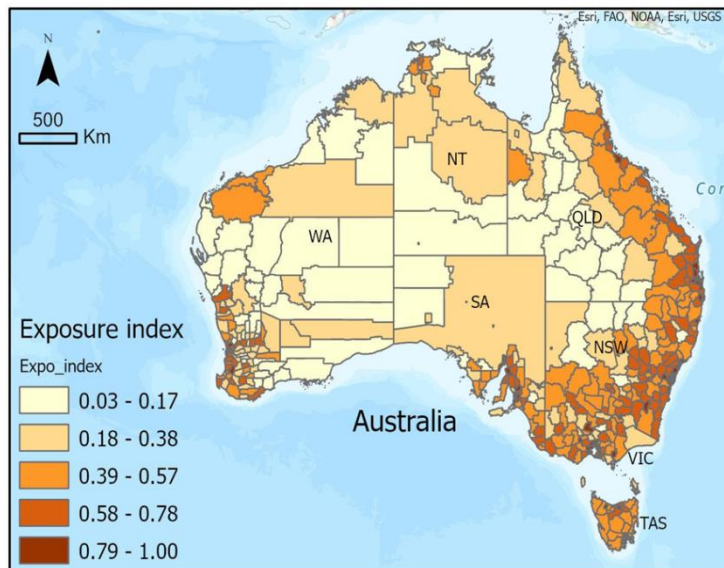 Esri, FAO, NOAA, Esri, USGS
N
500
Km
NT
Cor
QLD
WA
SA
NSW
Exposure index
Expo_index
0.03 - 0.17
0.18 - 0.38
0.39 - 0.57
0.58 - 0.78
0.79 - 1.00
Australia
VIC
TAS